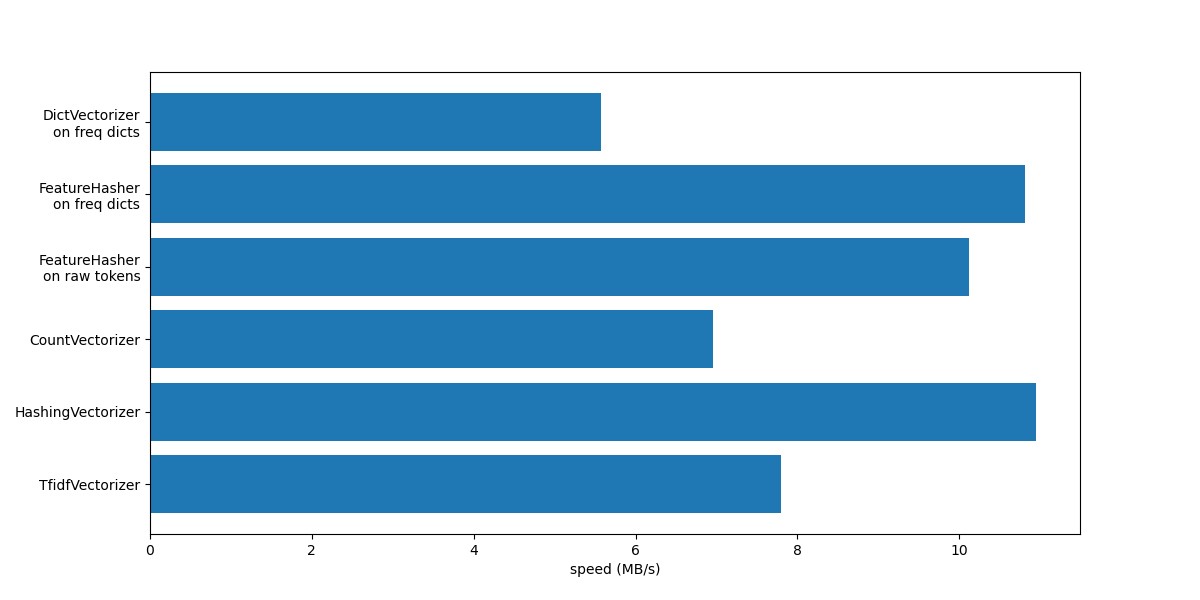 DictVectorizer
on freq dicts
FeatureHasher
on freq dicts
FeatureHasher
on raw tokens
CountVectorizer
HashingVectorizer
TfidfVectorizer
0 2 4 6 8 10
speed (MB/s)